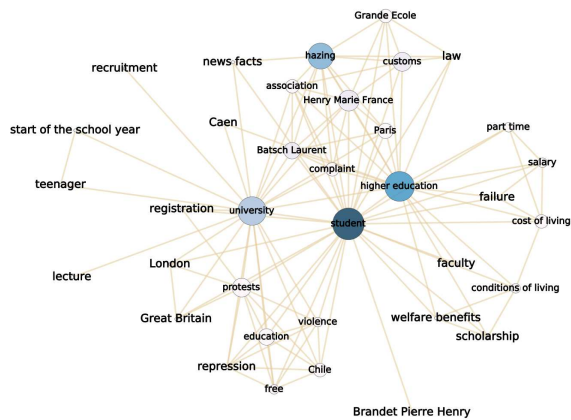 Grande Ecole
hazing
law
news facts
customs
recruitment
association
Henry Marie France
Caen
Paris
start of the school year
part time
Batsch Laurent
salary
complaint
teenager
higher education
failure
registration
university
student
cost of living
London
faculty
lecture
protests
conditions of living
Great Britain
violence
welfare benefits
education
scholarship
repression
Chile
free
Brandet Pierre Henry